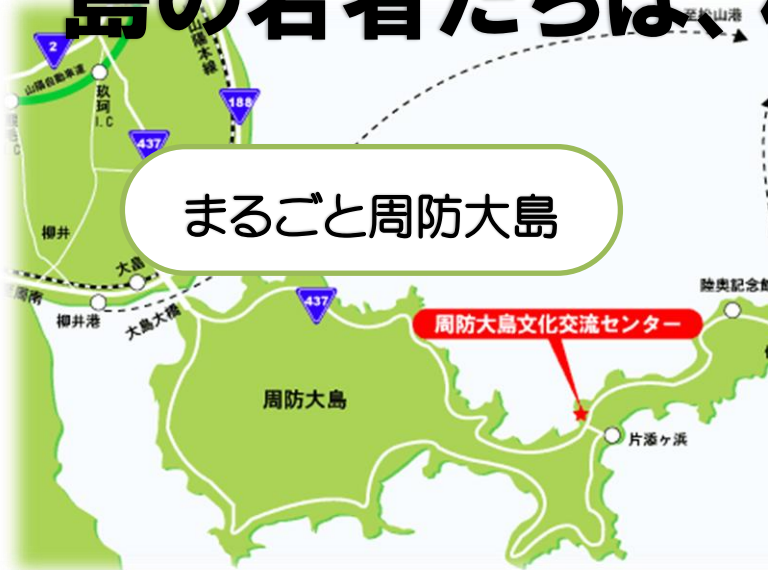 島の若者たちは、
至松山港
2
山陽自動車道
玖珂I.C
山陽本線
188
437
まるごと周防大島
柳井
大畠
柳井港
大島大橋
437
陸奥記念館
周防大島文化交流センター
周防大島
片添ヶ浜